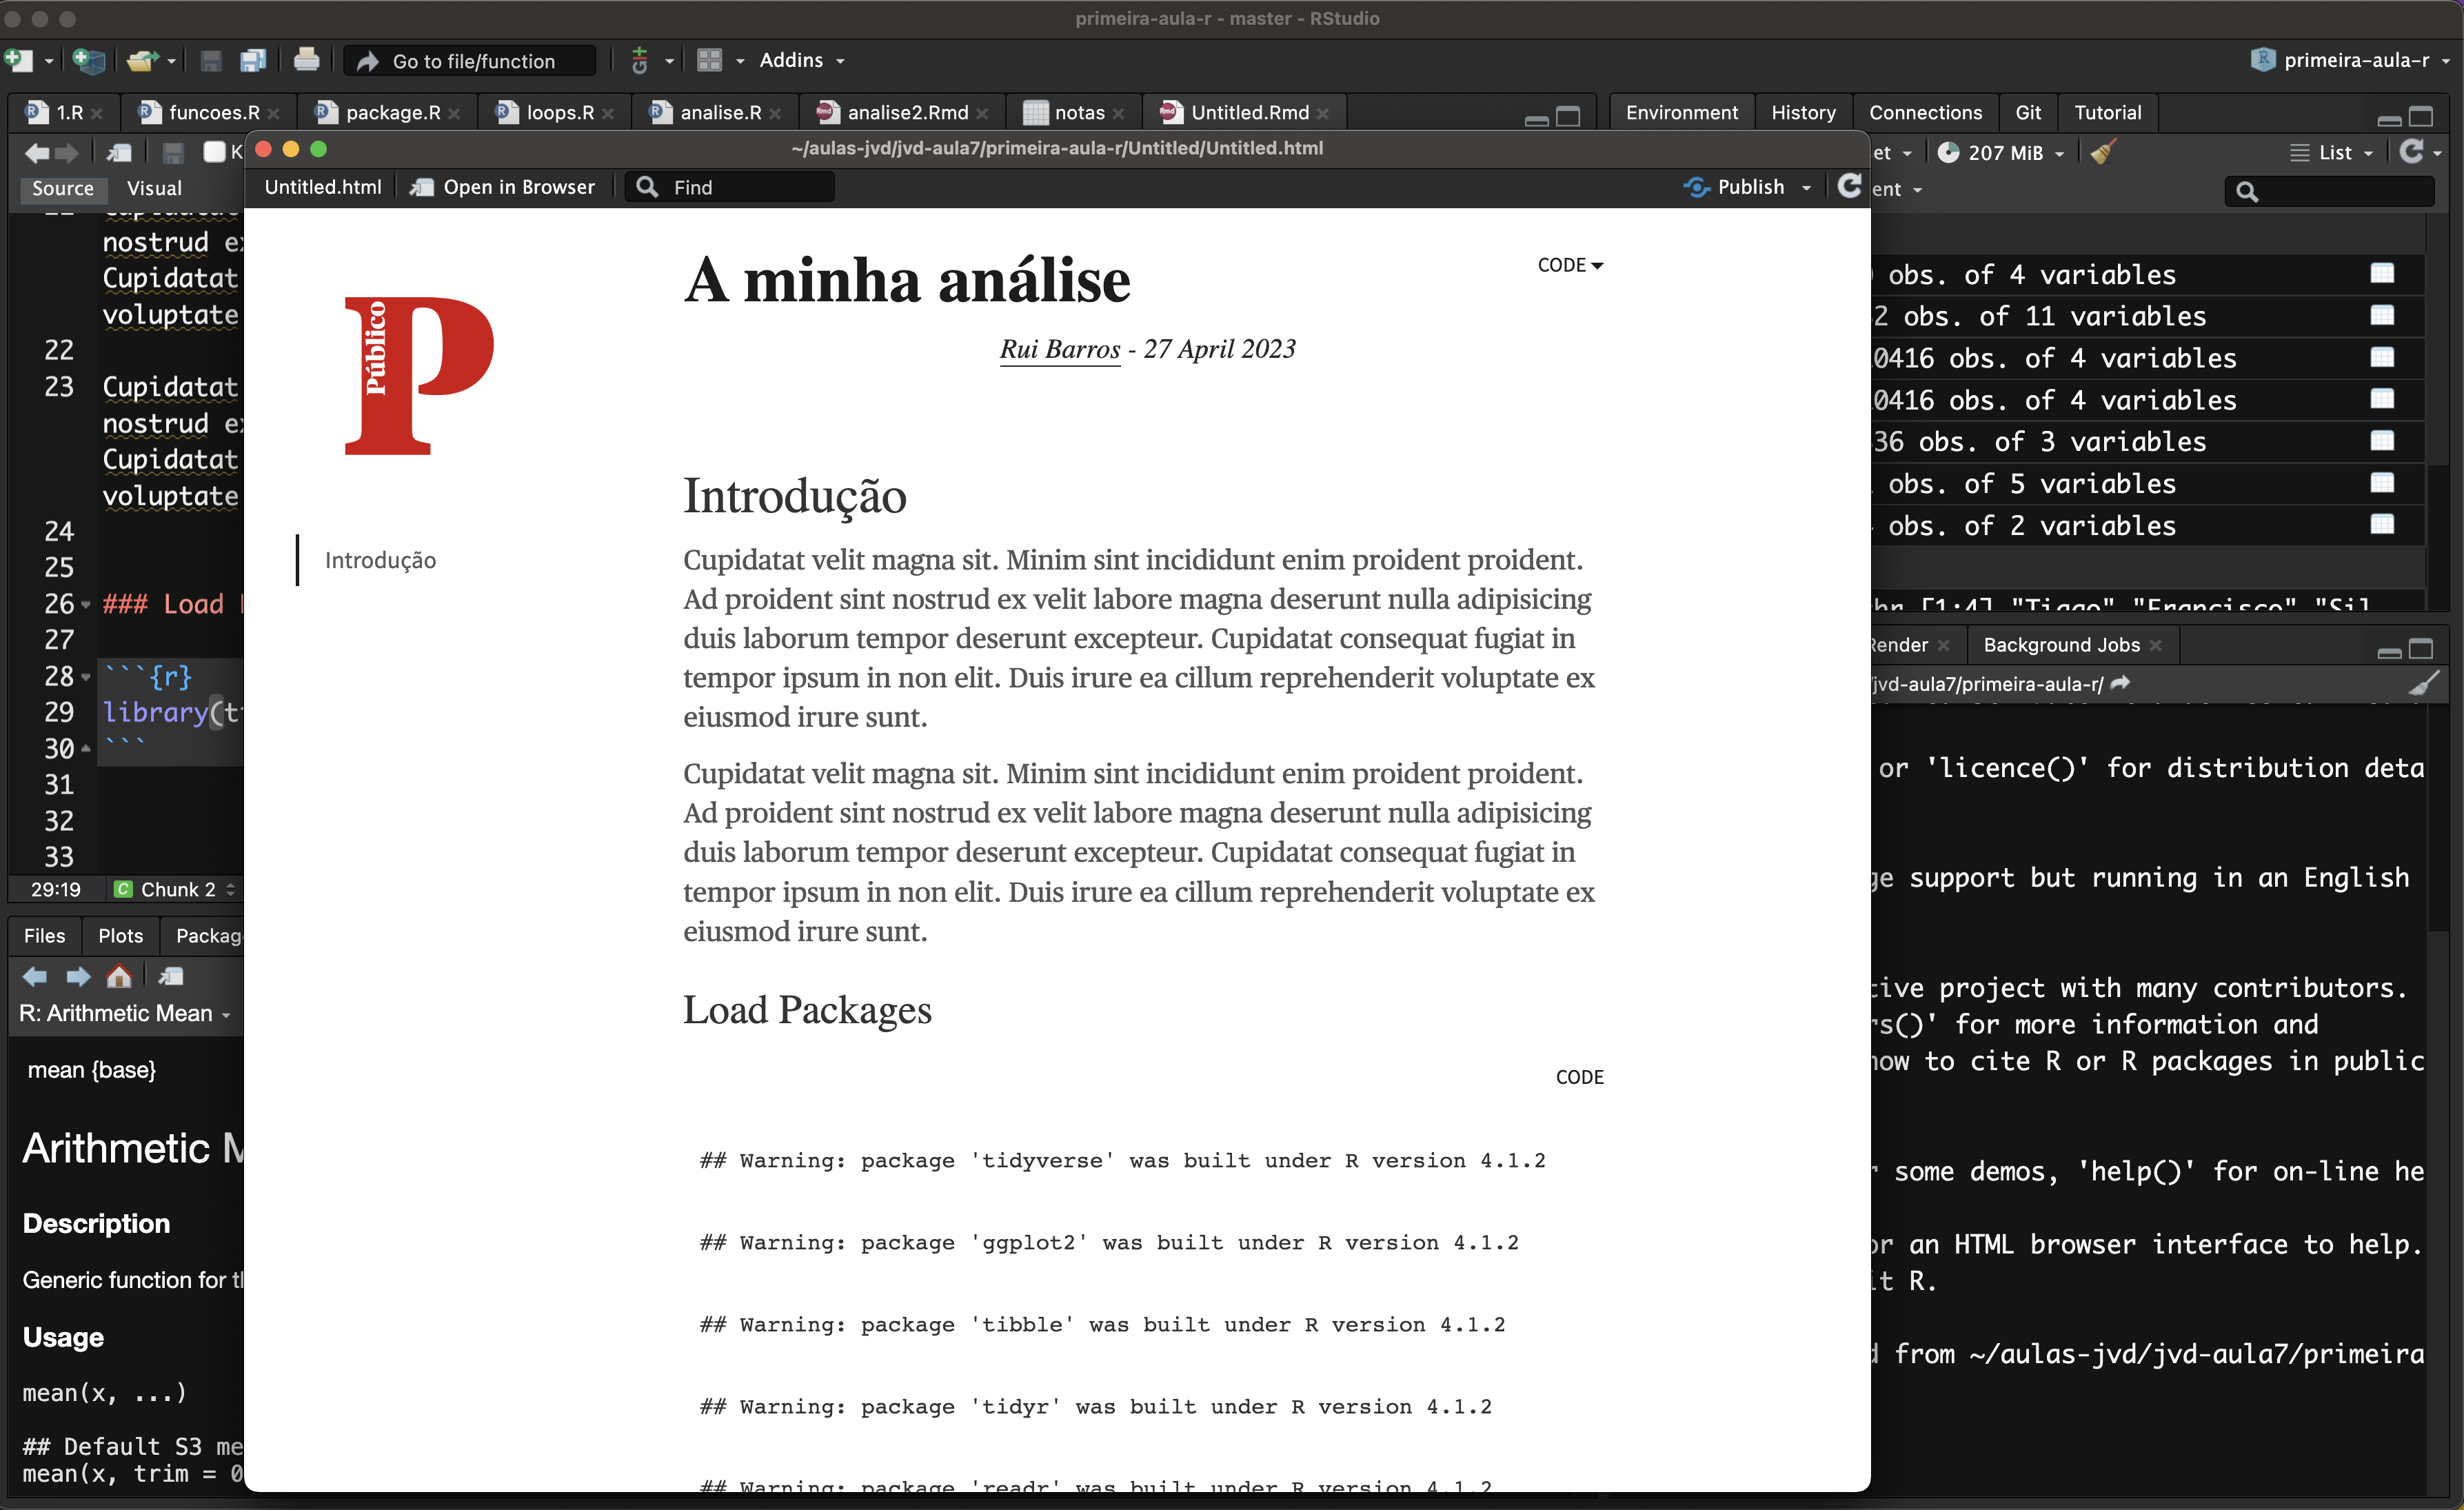 primeira-aula-r - master - RStudio
Go to file/function
Addins
primeira-aula-r
1.R
funcoes.R
package.R
loops.R
analise.R
analise2.Rmd
notas
Untitled.Rmd
Environment
History
Connections
Git
Tutorial
~/aulas-jvd/jvd-aula7/primeira-aula-r/Untitled/Untitled.html
207 MiB
List
Source
Visual
Untitled.html
Open in Browser
Find
Publish
nostrud
Cupidatat
voluptate
22
23 Cupidatat
nostrud
Cupidatat
voluptate
24
25
26 ### Load
27
28 ```{r}
29 library(
30 ```
31
32
33
29:19
Chunk 2
Files
Plots
R: Arithmetic Mean
mean {base}
Arithmetic
Description
Generic function for
Usage
mean(x, ...)
## Default S3
mean(x, trim = 0
Público
P
A minha análise
CODE
Rui Barros - 27 April 2023
Introdução
Introdução
Cupidatat velit magna sit. Minim sint incididunt enim proident proident.
Ad proident sint nostrud ex velit labore magna deserunt nulla adipisicing
duis laborum tempor deserunt excepteur. Cupidatat consequat fugiat in
tempor ipsum in non elit. Duis irure ea cillum reprehenderit voluptate ex
eiusmod irure sunt.
Cupidatat velit magna sit. Minim sint incididunt enim proident proident.
Ad proident sint nostrud ex velit labore magna deserunt nulla adipisicing
duis laborum tempor deserunt excepteur. Cupidatat consequat fugiat in
tempor ipsum in non elit. Duis irure ea cillum reprehenderit voluptate ex
eiusmod irure sunt.
Load Packages
CODE
## Warning: package 'tidyverse' was built under R version 4.1.2
## Warning: package 'ggplot2' was built under R version 4.1.2
## Warning: package 'tibble' was built under R version 4.1.2
## Warning: package 'tidyr' was built under R version 4.1.2
## Warning: package 'readr' was built under R version 4.1.2
obs. of 4 variables
2 obs. of 11 variables
0416 obs. of 4 variables
0416 obs. of 4 variables
36 obs. of 3 variables
obs. of 5 variables
obs. of 2 variables
[1:4] "Tiago" "Francisco" "Sil
Render
Background Jobs
jvd-aula7/primeira-aula-r/
or 'licence()' for distribution deta
support but running in an English
project with many contributors.
for more information and
to cite R or R packages in public
some demos, 'help()' for on-line he
or an HTML browser interface to help.
R.
from ~/aulas-jvd/jvd-aula7/primeira